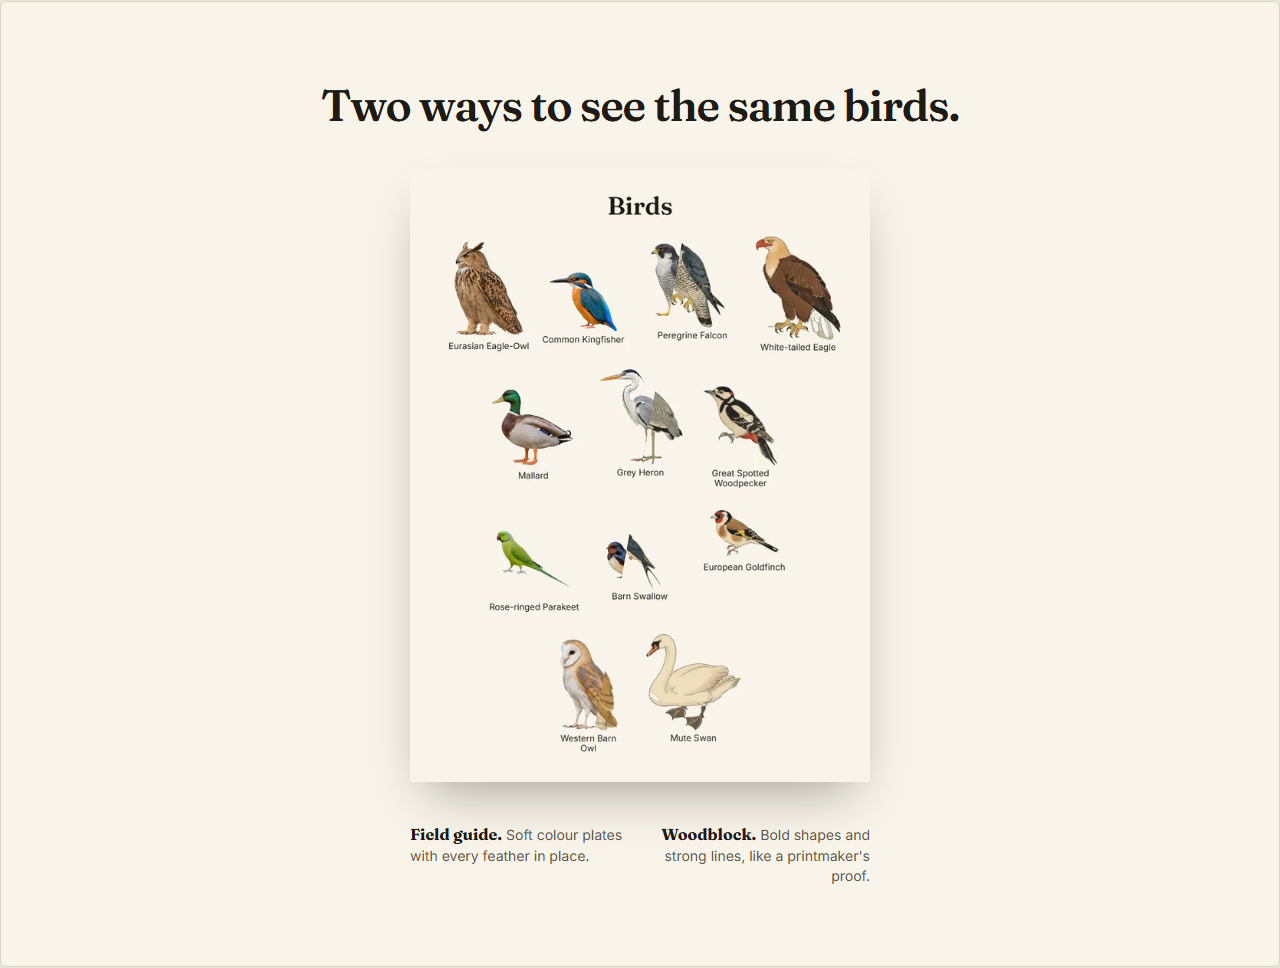 Two ways to see the same birds.
Birds
Eurasian Eagle-Owl
Common Kingfisher
Peregrine Falcon
White-tailed Eagle
Mallard
Grey Heron
Great Spotted
Woodpecker
Rose-ringed Parakeet
Barn Swallow
European Goldfinch
Western Barn
Owl
Mute Swan
Field guide. Soft colour plates
with every feather in place.
Woodblock. Bold shapes and
strong lines, like a printmaker's
proof.